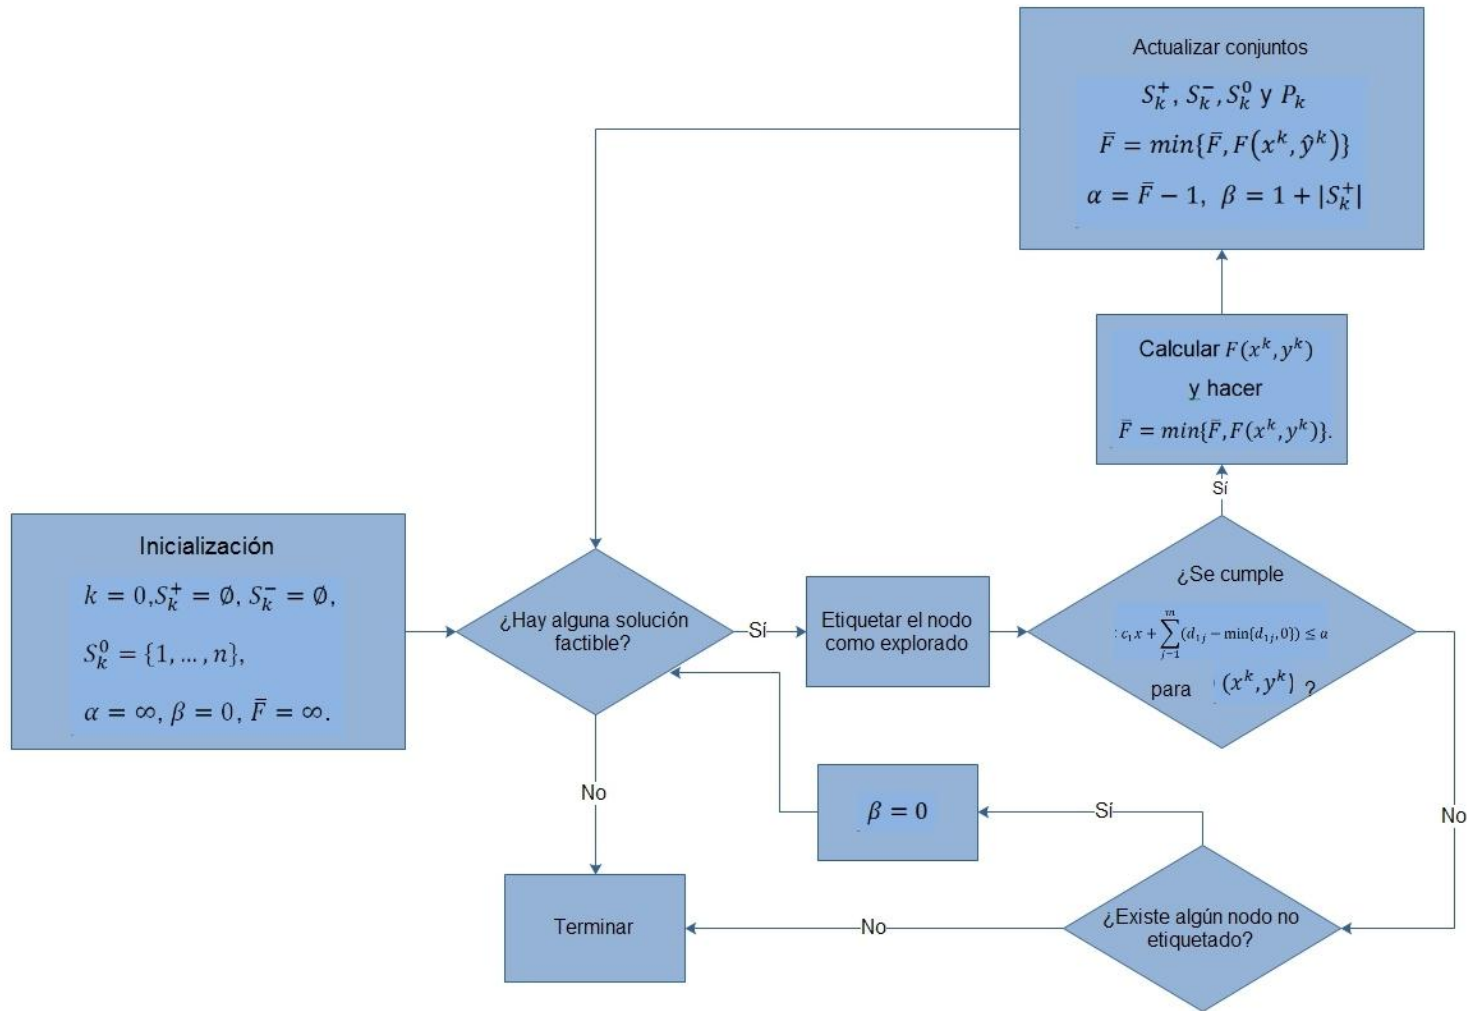 Actualizar conjuntos
S_k^+, S_k^-, S_k^0 y P_k
F̄ = min{F̄, F(x^k, ŷ^k)}
α = F̄ − 1, β = 1 + |S_k^+|
Calcular F(x^k, y^k)
y hacer
F̄ = min{F̄, F(x^k, y^k)}.
Sí
Inicialización
k = 0, S_k^+ = ∅, S_k^- = ∅,
S_k^0 = {1, ..., n},
α = ∞, β = 0, F̄ = ∞.
¿Hay alguna solución
factible?
Sí
Etiquetar el nodo
como explorado
¿Se cumple
: c_1 x + ∑_{j−1}^{m} (d_{1j} − min{d_{1j}, 0}) ≤ α
para (x^k, y^k) ?
No
β = 0
Sí
No
Terminar
No
¿Existe algún nodo no
etiquetado?